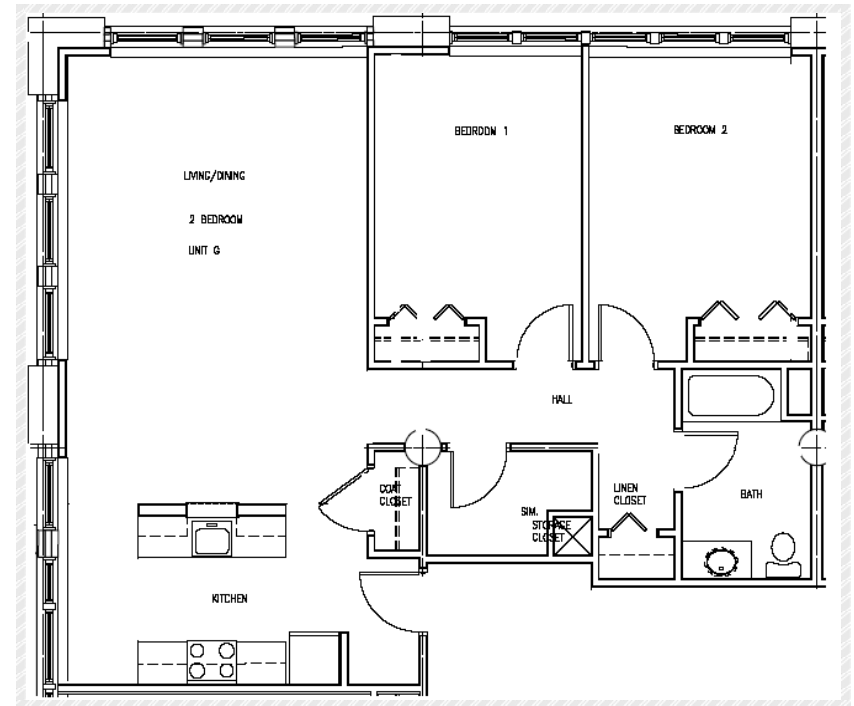 BEDROOM 1
BEDROOM 2
LIVING/DINING
2 BEDROOM
UNIT G
HALL
COAT
CLOSET
LINEN
CLOSET
BATH
SIM.
STORAGE
CLOSET
KITCHEN